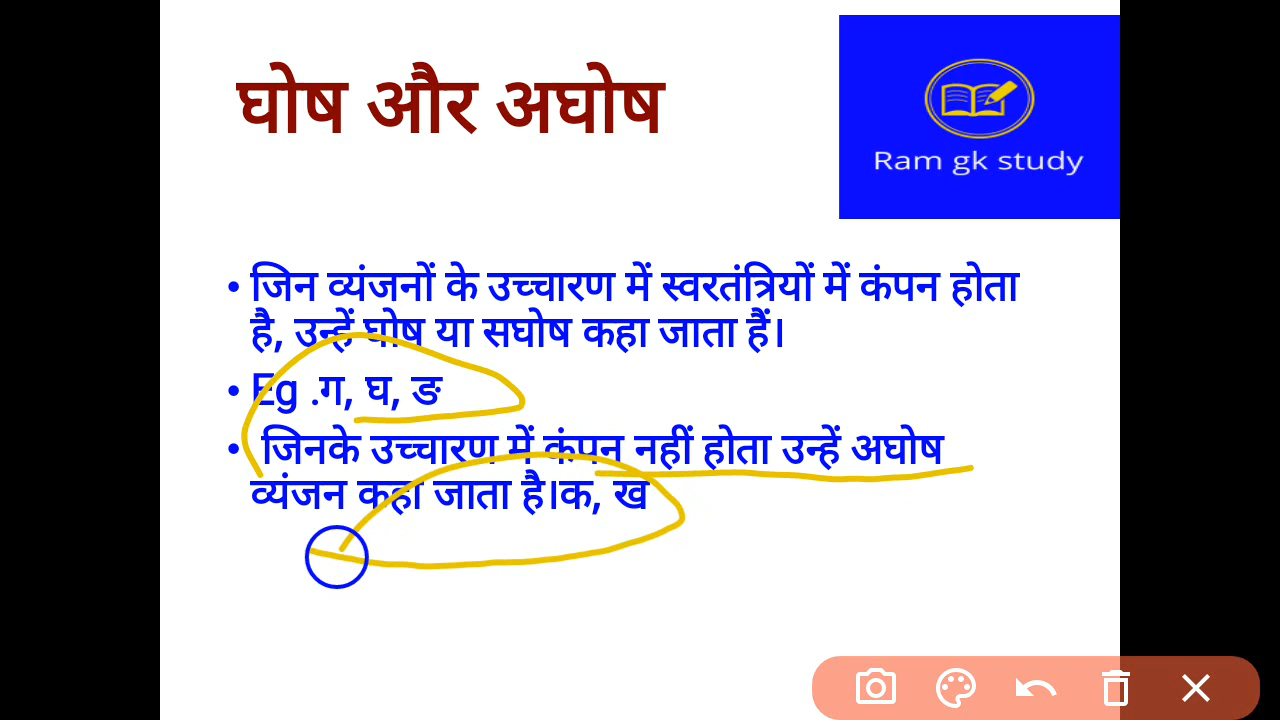 घोष और अघोष
Ram gk study
• जिन व्यंजनों के उच्चारण में स्वरतंत्रियों में कंपन होता
है, उन्हें घोष या सघोष कहा जाता हैं।
• Eg .ग, घ, ङ
• जिनके उच्चारण में कंपन नहीं होता उन्हें अघोष
व्यंजन कहा जाता है।क, ख